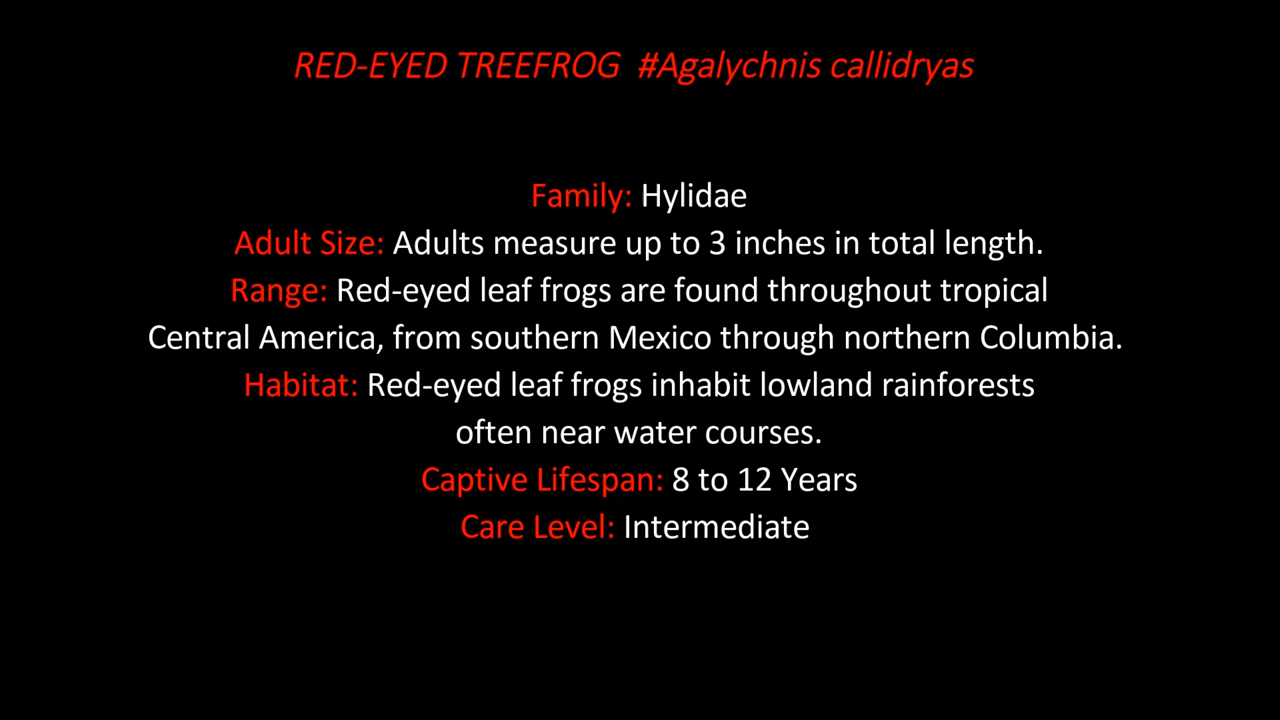 RED-EYED TREEFROG #Agalychnis callidryas
Family: Hylidae
Adult Size: Adults measure up to 3 inches in total length.
Range: Red-eyed leaf frogs are found throughout tropical
Central America, from southern Mexico through northern Columbia.
Habitat: Red-eyed leaf frogs inhabit lowland rainforests
often near water courses.
Captive Lifespan: 8 to 12 Years
Care Level: Intermediate